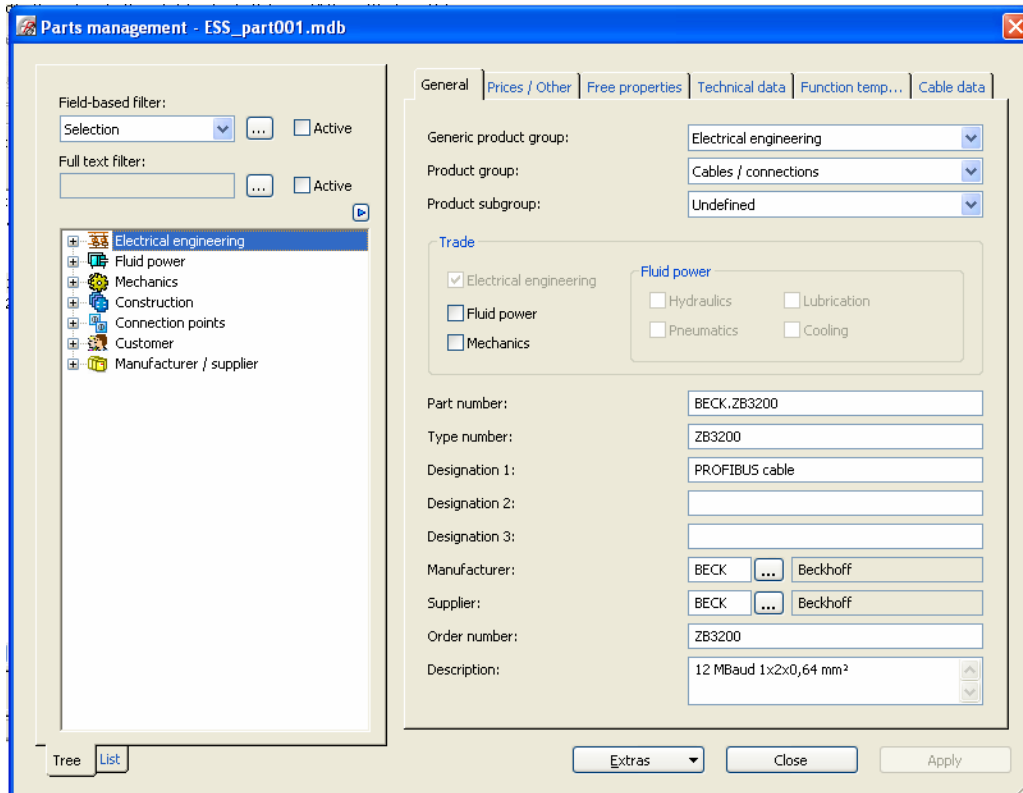 Parts management - ESS_part001.mdb
Field-based filter:
Selection
...
Active
Full text filter:
...
Active
Electrical engineering
Fluid power
Mechanics
Construction
Connection points
Customer
Manufacturer / supplier
Tree
List
General
Prices / Other
Free properties
Technical data
Function temp...
Cable data
Generic product group:
Electrical engineering
Product group:
Cables / connections
Product subgroup:
Undefined
Trade
Electrical engineering
Fluid power
Mechanics
Fluid power
Hydraulics
Lubrication
Pneumatics
Cooling
Part number:
BECK.ZB3200
Type number:
ZB3200
Designation 1:
PROFIBUS cable
Designation 2:
Designation 3:
Manufacturer:
BECK
...
Beckhoff
Supplier:
BECK
...
Beckhoff
Order number:
ZB3200
Description:
12 MBaud 1x2x0,64 mm²
Extras
Close
Apply